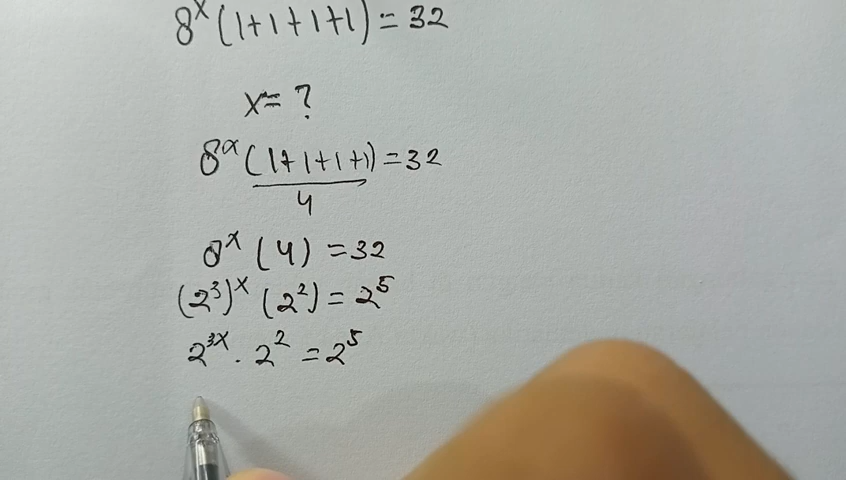 8^x (1+1+1+1) = 32
x = ?
8^x (1+1+1+1) = 32
4
8^x (4) = 32
(2^3)^x (2^2) = 2^5
2^3x . 2^2 = 2^5